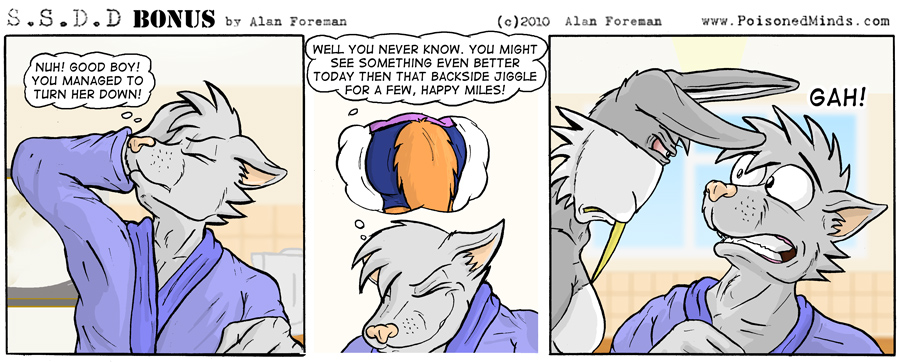 S.S.D.D BONUS by Alan Foreman (c)2010 Alan Foreman www.PoisonedMinds.com
NUH! GOOD BOY!
YOU MANAGED TO
TURN HER DOWN!
WELL YOU NEVER KNOW. YOU MIGHT
SEE SOMETHING EVEN BETTER
TODAY THEN THAT BACKSIDE JIGGLE
FOR A FEW, HAPPY MILES!
GAH!